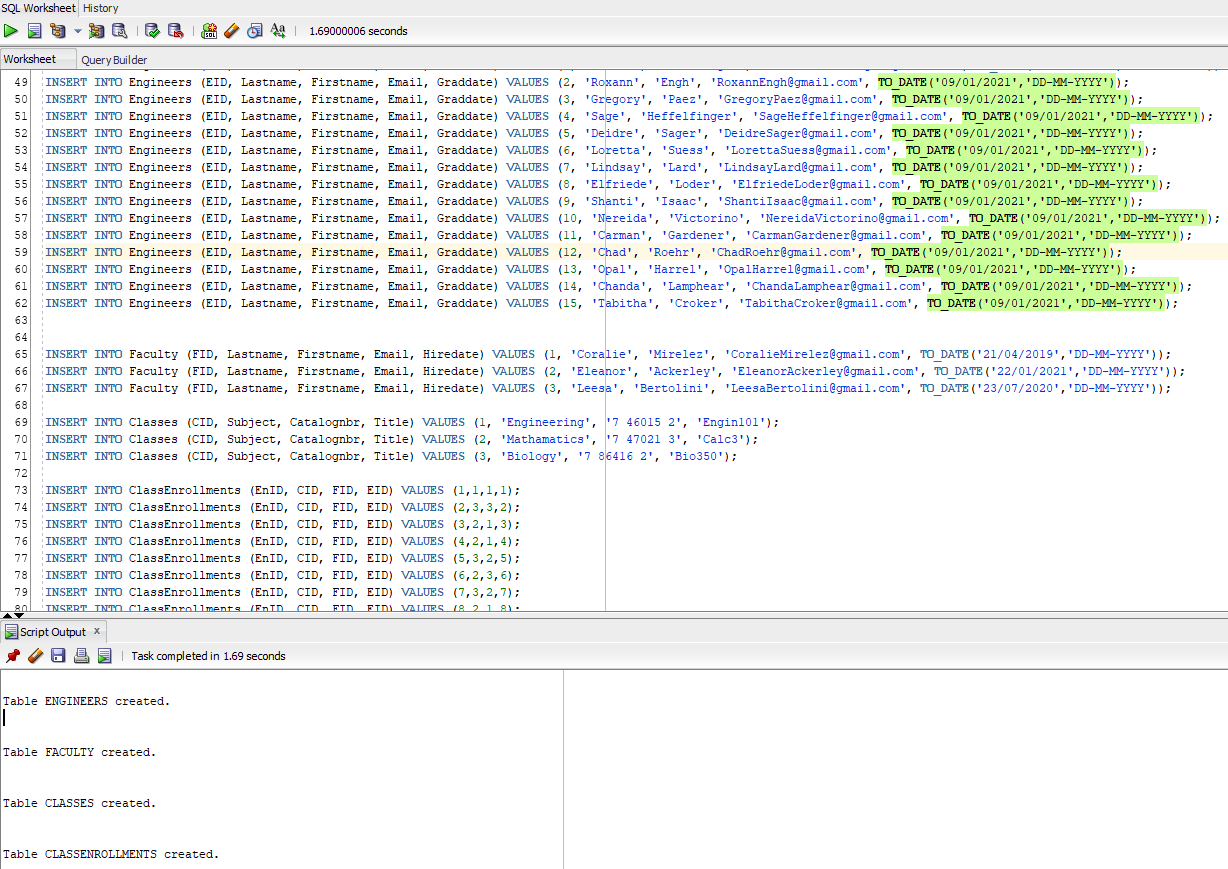 SQL Worksheet History
1.69000006 seconds
Worksheet Query Builder
49 INSERT INTO Engineers (EID, Lastname, Firstname, Email, Graddate) VALUES (2, 'Roxann', 'Engh', 'RoxannEngh@gmail.com', TO_DATE('09/01/2021','DD-MM-YYYY'));
50 INSERT INTO Engineers (EID, Lastname, Firstname, Email, Graddate) VALUES (3, 'Gregory', 'Paez', 'GregoryPaez@gmail.com', TO_DATE('09/01/2021','DD-MM-YYYY'));
51 INSERT INTO Engineers (EID, Lastname, Firstname, Email, Graddate) VALUES (4, 'Sage', 'Heffelfinger', 'SageHeffelfinger@gmail.com', TO_DATE('09/01/2021','DD-MM-YYYY'));
52 INSERT INTO Engineers (EID, Lastname, Firstname, Email, Graddate) VALUES (5, 'Deidre', 'Sager', 'DeidreSager@gmail.com', TO_DATE('09/01/2021','DD-MM-YYYY'));
53 INSERT INTO Engineers (EID, Lastname, Firstname, Email, Graddate) VALUES (6, 'Loretta', 'Suess', 'LorettaSuess@gmail.com', TO_DATE('09/01/2021','DD-MM-YYYY'));
54 INSERT INTO Engineers (EID, Lastname, Firstname, Email, Graddate) VALUES (7, 'Lindsay', 'Lard', 'LindsayLard@gmail.com', TO_DATE('09/01/2021','DD-MM-YYYY'));
55 INSERT INTO Engineers (EID, Lastname, Firstname, Email, Graddate) VALUES (8, 'Elfriede', 'Loder', 'ElfriedeLoder@gmail.com', TO_DATE('09/01/2021','DD-MM-YYYY'));
56 INSERT INTO Engineers (EID, Lastname, Firstname, Email, Graddate) VALUES (9, 'Shanti', 'Isaac', 'ShantiIsaac@gmail.com', TO_DATE('09/01/2021','DD-MM-YYYY'));
57 INSERT INTO Engineers (EID, Lastname, Firstname, Email, Graddate) VALUES (10, 'Nereida', 'Victorino', 'NereidaVictorino@gmail.com', TO_DATE('09/01/2021','DD-MM-YYYY'));
58 INSERT INTO Engineers (EID, Lastname, Firstname, Email, Graddate) VALUES (11, 'Carman', 'Gardener', 'CarmanGardener@gmail.com', TO_DATE('09/01/2021','DD-MM-YYYY'));
59 INSERT INTO Engineers (EID, Lastname, Firstname, Email, Graddate) VALUES (12, 'Chad', 'Roehr', 'ChadRoehr@gmail.com', TO_DATE('09/01/2021','DD-MM-YYYY'));
60 INSERT INTO Engineers (EID, Lastname, Firstname, Email, Graddate) VALUES (13, 'Opal', 'Harrel', 'OpalHarrel@gmail.com', TO_DATE('09/01/2021','DD-MM-YYYY'));
61 INSERT INTO Engineers (EID, Lastname, Firstname, Email, Graddate) VALUES (14, 'Chanda', 'Lamphear', 'ChandaLamphear@gmail.com', TO_DATE('09/01/2021','DD-MM-YYYY'));
62 INSERT INTO Engineers (EID, Lastname, Firstname, Email, Graddate) VALUES (15, 'Tabitha', 'Croker', 'TabithaCroker@gmail.com', TO_DATE('09/01/2021','DD-MM-YYYY'));
63
64
65 INSERT INTO Faculty (FID, Lastname, Firstname, Email, Hiredate) VALUES (1, 'Coralie', 'Mirelez', 'CoralieMirelez@gmail.com', TO_DATE('21/04/2019','DD-MM-YYYY'));
66 INSERT INTO Faculty (FID, Lastname, Firstname, Email, Hiredate) VALUES (2, 'Eleanor', 'Ackerley', 'EleanorAckerley@gmail.com', TO_DATE('22/01/2021','DD-MM-YYYY'));
67 INSERT INTO Faculty (FID, Lastname, Firstname, Email, Hiredate) VALUES (3, 'Leesa', 'Bertolini', 'LeesaBertolini@gmail.com', TO_DATE('23/07/2020','DD-MM-YYYY'));
68
69 INSERT INTO Classes (CID, Subject, Catalognbr, Title) VALUES (1, 'Engineering', '7 46015 2', 'Engin101');
70 INSERT INTO Classes (CID, Subject, Catalognbr, Title) VALUES (2, 'Mathamatics', '7 47021 3', 'Calc3');
71 INSERT INTO Classes (CID, Subject, Catalognbr, Title) VALUES (3, 'Biology', '7 86416 2', 'Bio350');
72
73 INSERT INTO ClassEnrollments (EnID, CID, FID, EID) VALUES (1,1,1,1);
74 INSERT INTO ClassEnrollments (EnID, CID, FID, EID) VALUES (2,3,3,2);
75 INSERT INTO ClassEnrollments (EnID, CID, FID, EID) VALUES (3,2,1,3);
76 INSERT INTO ClassEnrollments (EnID, CID, FID, EID) VALUES (4,2,1,4);
77 INSERT INTO ClassEnrollments (EnID, CID, FID, EID) VALUES (5,3,2,5);
78 INSERT INTO ClassEnrollments (EnID, CID, FID, EID) VALUES (6,2,3,6);
79 INSERT INTO ClassEnrollments (EnID, CID, FID, EID) VALUES (7,3,2,7);
80 INSERT INTO ClassEnrollments (EnID, CID, FID, EID) VALUES (8,2,1,8);
Script Output x
Task completed in 1.69 seconds
Table ENGINEERS created.
Table FACULTY created.
Table CLASSES created.
Table CLASSENROLLMENTS created.